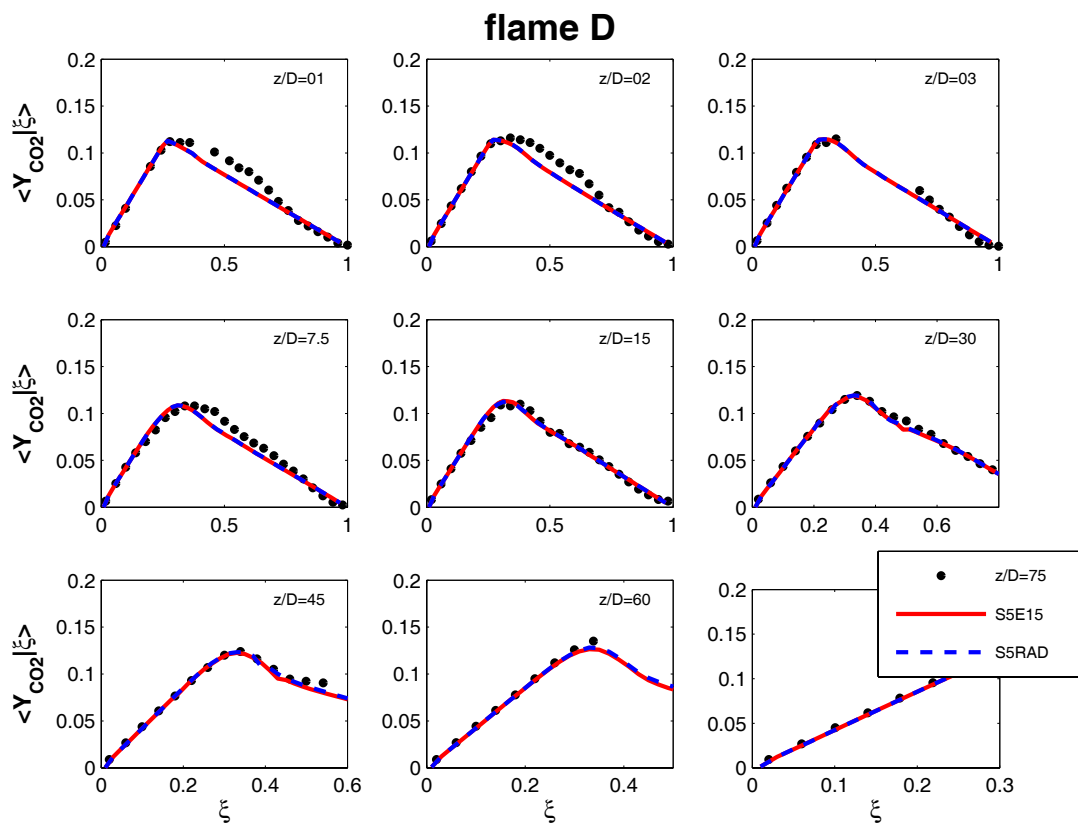 flame D
0.2
0.15
0.1
0.05
0
0 0.5 1
<Y_CO2|ξ>
z/D=01
0.2
0.15
0.1
0.05
0
0 0.5 1
z/D=02
0.2
0.15
0.1
0.05
0
0 0.5 1
z/D=03
0.2
0.15
0.1
0.05
0
0 0.5 1
<Y_CO2|ξ>
z/D=7.5
0.2
0.15
0.1
0.05
0
0 0.5 1
z/D=15
0.2
0.15
0.1
0.05
0
0 0.2 0.4 0.6
z/D=30
0.2
0.15
0.1
0.05
0
0 0.2 0.4 0.6
<Y_CO2|ξ>
ξ
z/D=45
0.2
0.15
0.1
0.05
0
0 0.2 0.4
ξ
z/D=60
0.2
0.15
0.1
0.05
0
0 0.1 0.2 0.3
ξ
z/D=75
S5E15
S5RAD